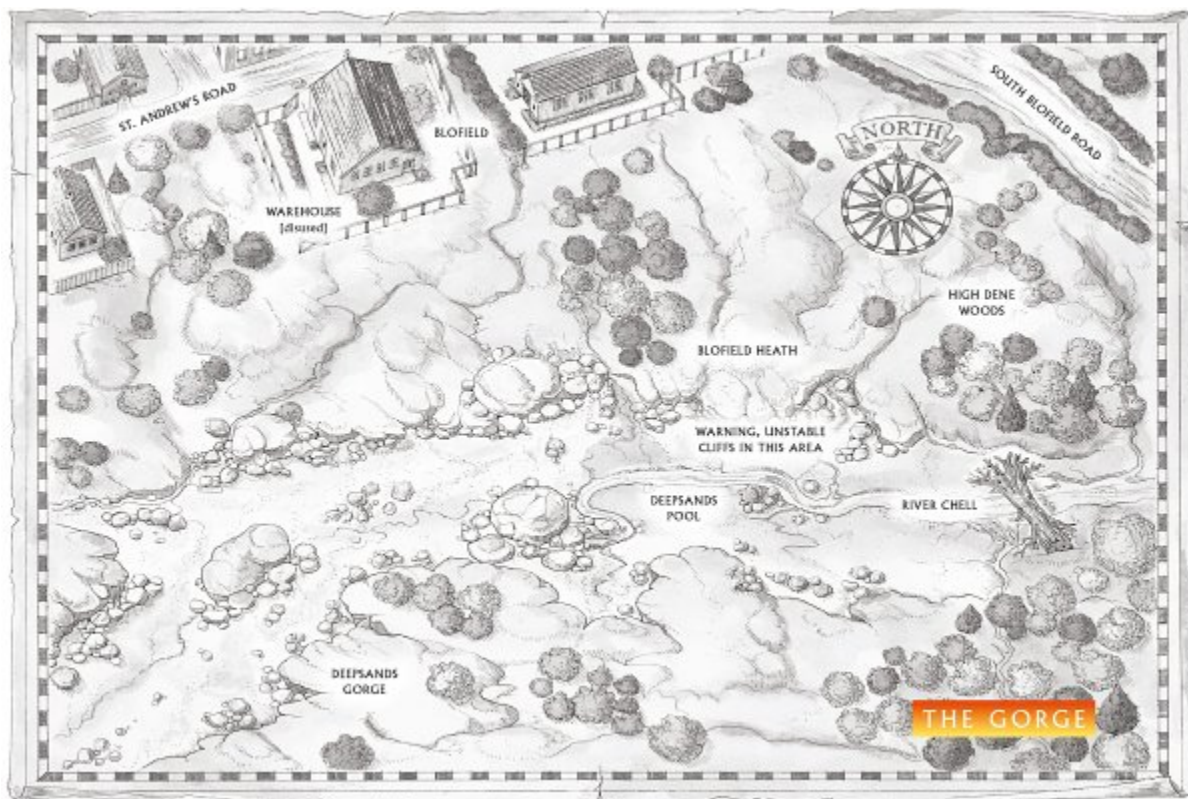 ST. ANDREW'S ROAD
BLOFIELD
SOUTH BLOFIELD ROAD
NORTH
WAREHOUSE
[disused]
HIGH DENE
WOODS
BLOFIELD HEATH
WARNING, UNSTABLE
CLIFFS IN THIS AREA
DEEPSANDS
POOL
RIVER CHELL
DEEPSANDS
GORGE
THE GORGE